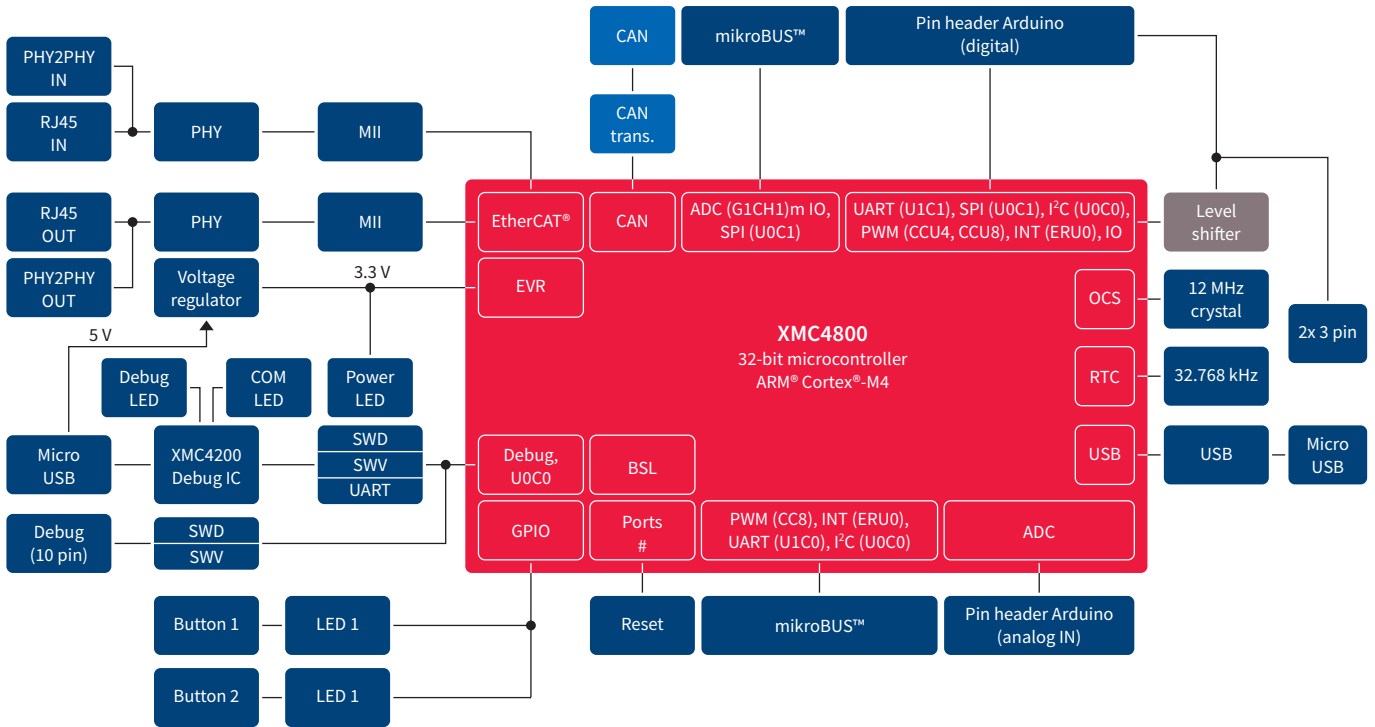 CAN
mikroBUS™
Pin header Arduino
(digital)
PHY2PHY
IN
RJ45
IN
PHY
MII
CAN
trans.
RJ45
OUT
PHY
MII
EtherCAT®
CAN
ADC (G1CH1)m IO,
SPI (U0C1)
UART (U1C1), SPI (U0C1), I²C (U0C0),
PWM (CCU4, CCU8), INT (ERU0), IO
Level
shifter
PHY2PHY
OUT
Voltage
regulator
3.3 V
EVR
OCS
12 MHz
crystal
5 V
XMC4800
32-bit microcontroller
ARM® Cortex®-M4
2x 3 pin
Debug
LED
COM
LED
Power
LED
RTC
32.768 kHz
Micro
USB
XMC4200
Debug IC
SWD
SWV
UART
Debug,
U0C0
BSL
USB
USB
Micro
USB
Debug
(10 pin)
SWD
SWV
GPIO
Ports
#
PWM (CC8), INT (ERU0),
UART (U1C0), I²C (U0C0)
ADC
Button 1
LED 1
Reset
mikroBUS™
Pin header Arduino
(analog IN)
Button 2
LED 1